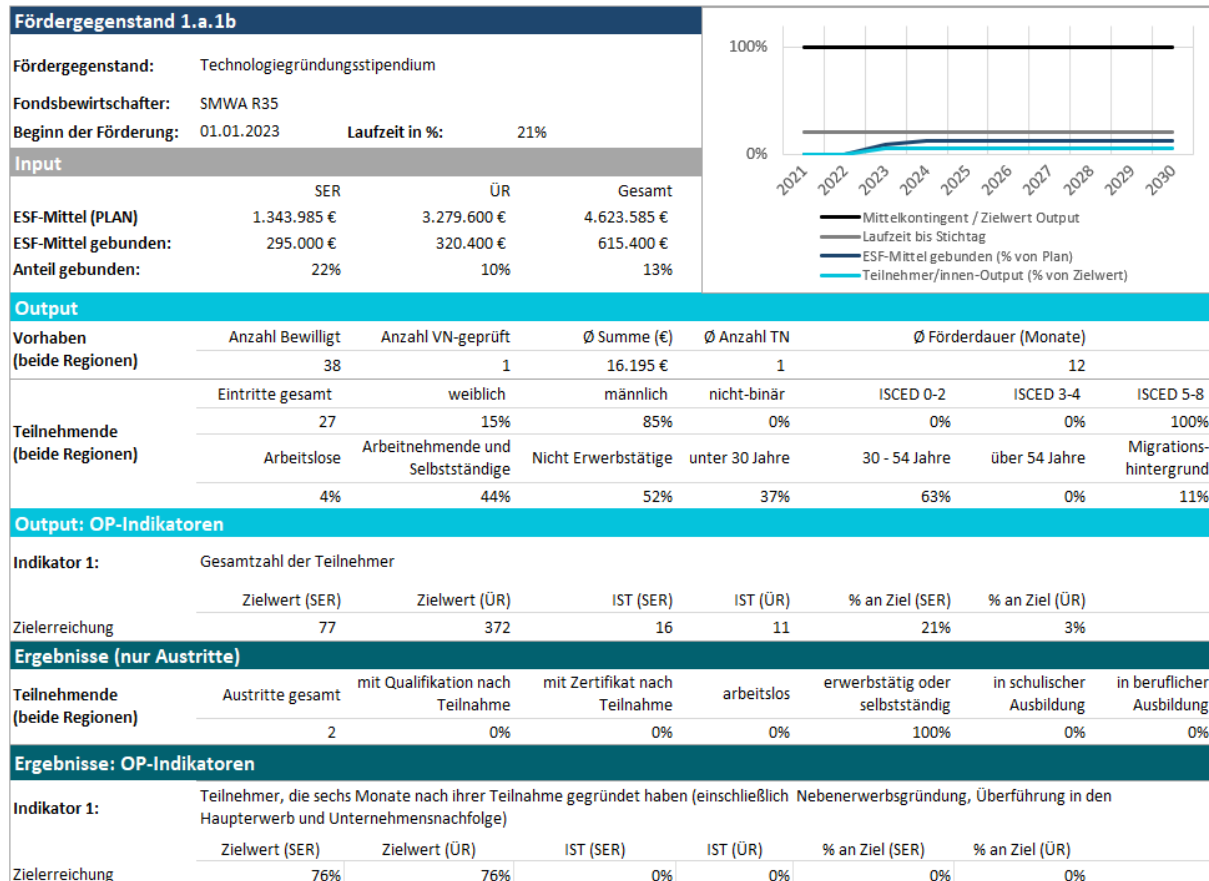 Fördergegenstand 1.a.1b
Fördergegenstand: Technologiegründungsstipendium
Fondsbewirtschafter: SMWA R35
Beginn der Förderung: 01.01.2023 Laufzeit in %: 21%
100%
0%
2021 2022 2023 2024 2025 2026 2027 2028 2029 2030
Mittelkontingent / Zielwert Output
Laufzeit bis Stichtag
ESF-Mittel gebunden (% von Plan)
Teilnehmer/innen-Output (% von Zielwert)
Input
SER ÜR Gesamt
ESF-Mittel (PLAN) 1.343.985 € 3.279.600 € 4.623.585 €
ESF-Mittel gebunden: 295.000 € 320.400 € 615.400 €
Anteil gebunden: 22% 10% 13%
Output
Vorhaben Anzahl Bewilligt Anzahl VN-geprüft Ø Summe (€) Ø Anzahl TN Ø Förderdauer (Monate)
(beide Regionen) 38 1 16.195 € 1 12
Eintritte gesamt weiblich männlich nicht-binär ISCED 0-2 ISCED 3-4 ISCED 5-8
27 15% 85% 0% 0% 0% 100%
Teilnehmende
(beide Regionen)
Arbeitslose Arbeitnehmende und Selbstständige Nicht Erwerbstätige unter 30 Jahre 30 - 54 Jahre über 54 Jahre Migrations-hintergrund
4% 44% 52% 37% 63% 0% 11%
Output: OP-Indikatoren
Indikator 1: Gesamtzahl der Teilnehmer
Zielwert (SER) Zielwert (ÜR) IST (SER) IST (ÜR) % an Ziel (SER) % an Ziel (ÜR)
Zielerreichung 77 372 16 11 21% 3%
Ergebnisse (nur Austritte)
Teilnehmende
(beide Regionen)
Austritte gesamt mit Qualifikation nach Teilnahme mit Zertifikat nach Teilnahme arbeitslos erwerbstätig oder selbstständig in schulischer Ausbildung in beruflicher Ausbildung
2 0% 0% 0% 100% 0% 0%
Ergebnisse: OP-Indikatoren
Indikator 1: Teilnehmer, die sechs Monate nach ihrer Teilnahme gegründet haben (einschließlich Nebenerwerbsgründung, Überführung in den
Haupterwerb und Unternehmensnachfolge)
Zielwert (SER) Zielwert (ÜR) IST (SER) IST (ÜR) % an Ziel (SER) % an Ziel (ÜR)
Zielerreichung 76% 76% 0% 0% 0% 0%